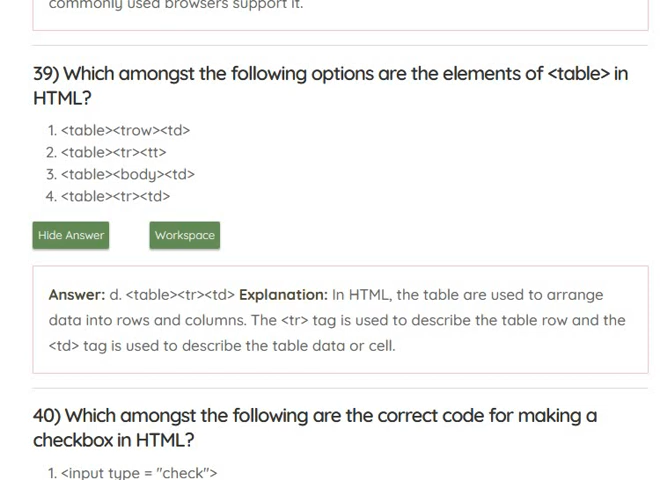 commonly used browsers support it.
39) Which amongst the following options are the elements of <table> in
HTML?
1. <table><trow><td>
2. <table><tr><tt>
3. <table><body><td>
4. <table><tr><td>
Hide Answer Workspace
Answer: d. <table><tr><td> Explanation: In HTML, the table are used to arrange
data into rows and columns. The <tr> tag is used to describe the table row and the
<td> tag is used to describe the table data or cell.
40) Which amongst the following are the correct code for making a
checkbox in HTML?
1. <input type = "check">